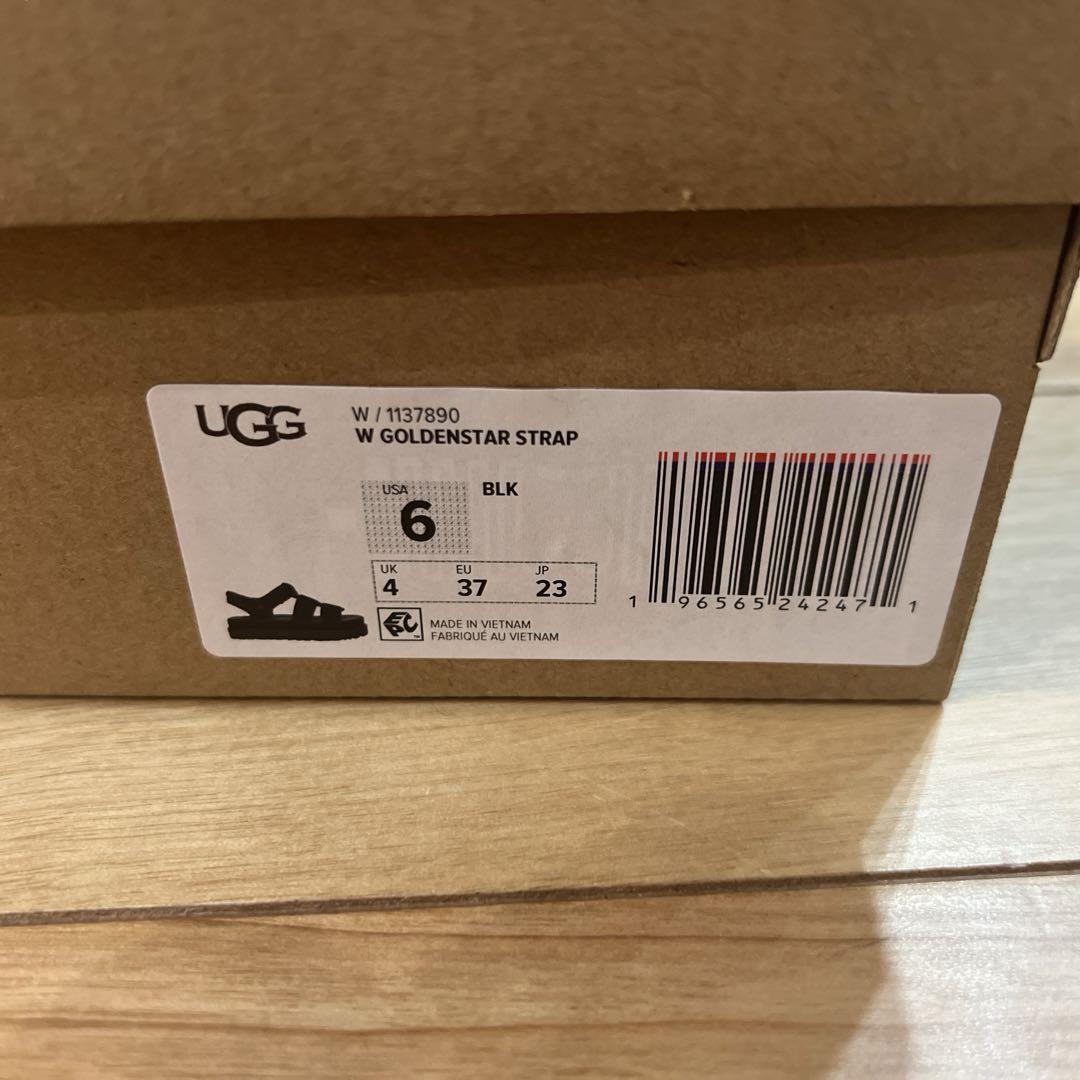 UGG
W / 1137890
W GOLDENSTAR STRAP
USA
6
BLK
UK EU JP
4 37 23
EPC™
MADE IN VIETNAM
FABRIQUÉ AU VIETNAM
1 96565 24247 1